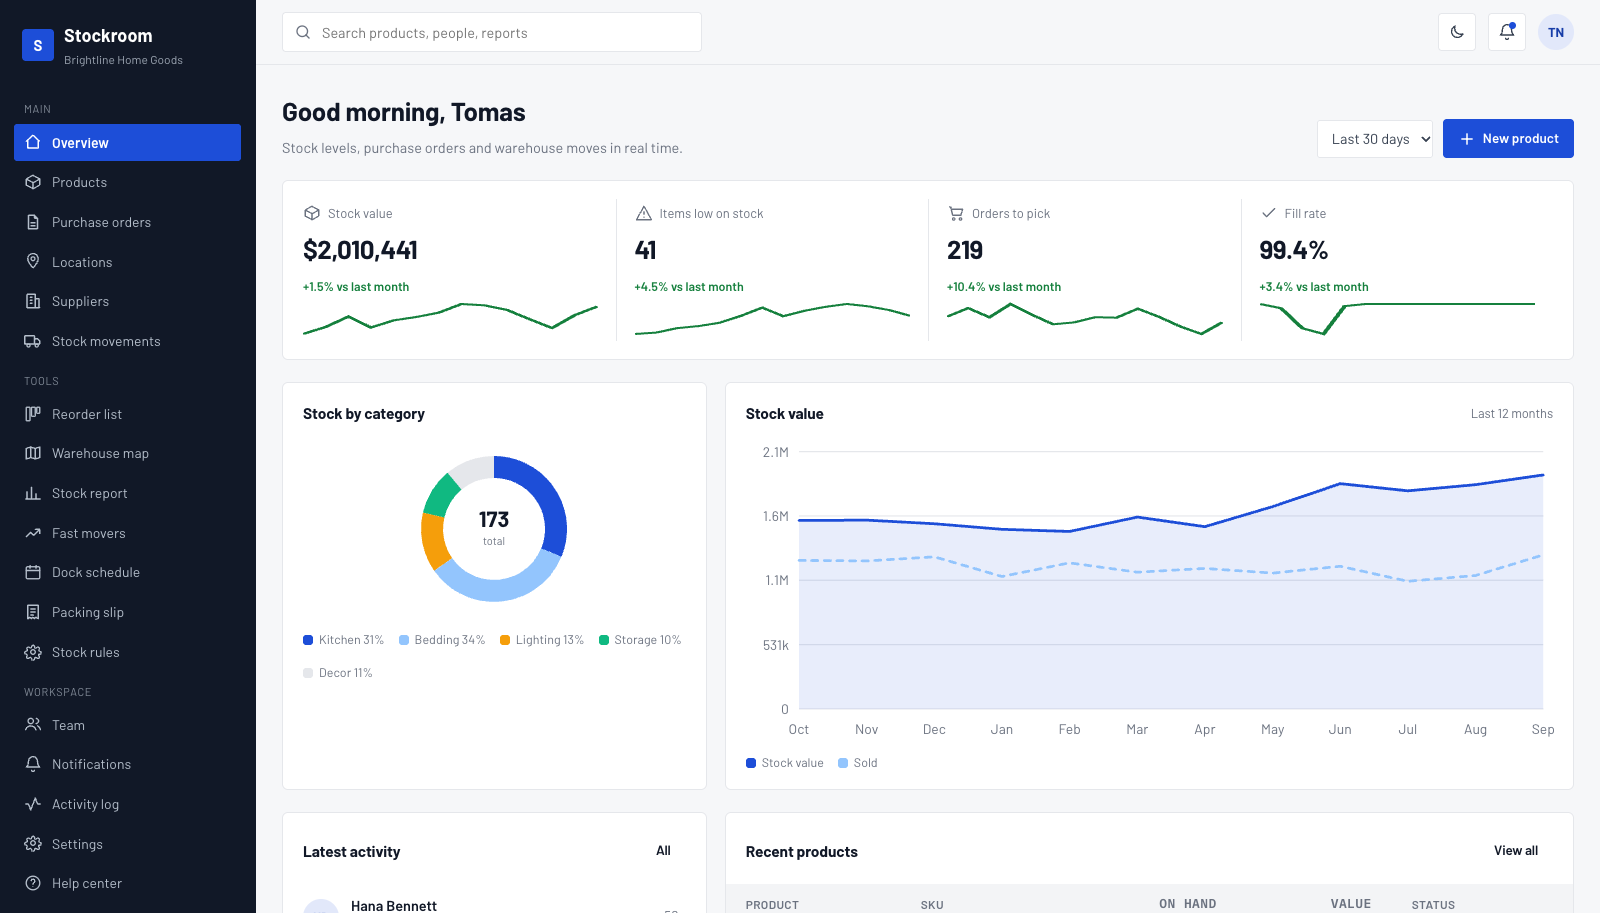 S
Stockroom
Brightline Home Goods
MAIN
Overview
Products
Purchase orders
Locations
Suppliers
Stock movements
TOOLS
Reorder list
Warehouse map
Stock report
Fast movers
Dock schedule
Packing slip
Stock rules
WORKSPACE
Team
Notifications
Activity log
Settings
Help center
Search products, people, reports
TN
Good morning, Tomas
Stock levels, purchase orders and warehouse moves in real time.
Last 30 days
New product
Stock value
$2,010,441
+1.5% vs last month
Items low on stock
41
+4.5% vs last month
Orders to pick
219
+10.4% vs last month
Fill rate
99.4%
+3.4% vs last month
Stock by category
173
total
Kitchen 31%
Bedding 34%
Lighting 13%
Storage 10%
Decor 11%
Stock value
Last 12 months
2.1M
1.6M
1.1M
531k
0
Oct Nov Dec Jan Feb Mar Apr May Jun Jul Aug Sep
Stock value
Sold
Latest activity
All
Hana Bennett
Recent products
View all
PRODUCT SKU ON HAND VALUE STATUS